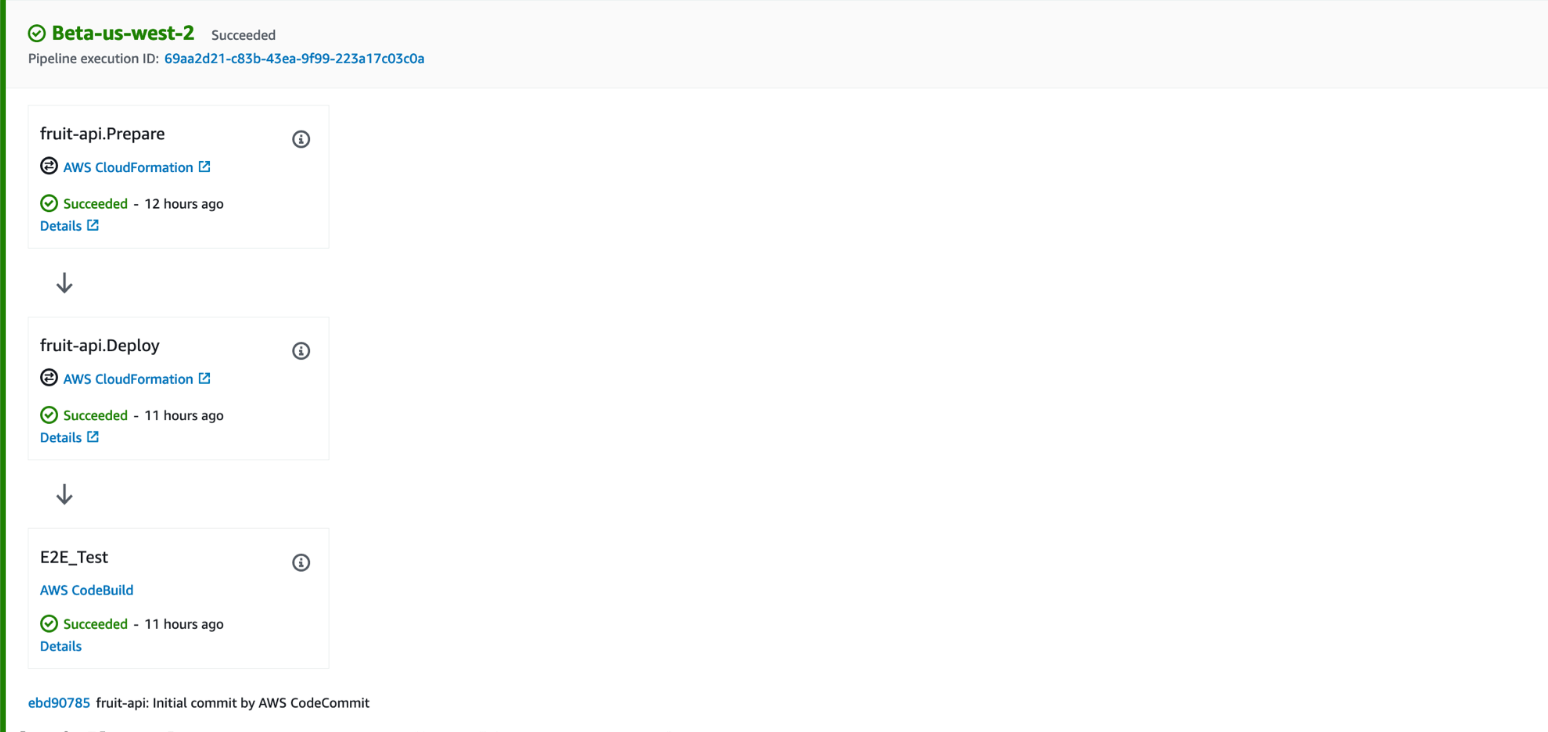 Beta-us-west-2 Succeeded
Pipeline execution ID: 69aa2d21-c83b-43ea-9f99-223a17c03c0a
fruit-api.Prepare
AWS CloudFormation
Succeeded - 12 hours ago
Details
fruit-api.Deploy
AWS CloudFormation
Succeeded - 11 hours ago
Details
E2E_Test
AWS CodeBuild
Succeeded - 11 hours ago
Details
ebd90785 fruit-api: Initial commit by AWS CodeCommit